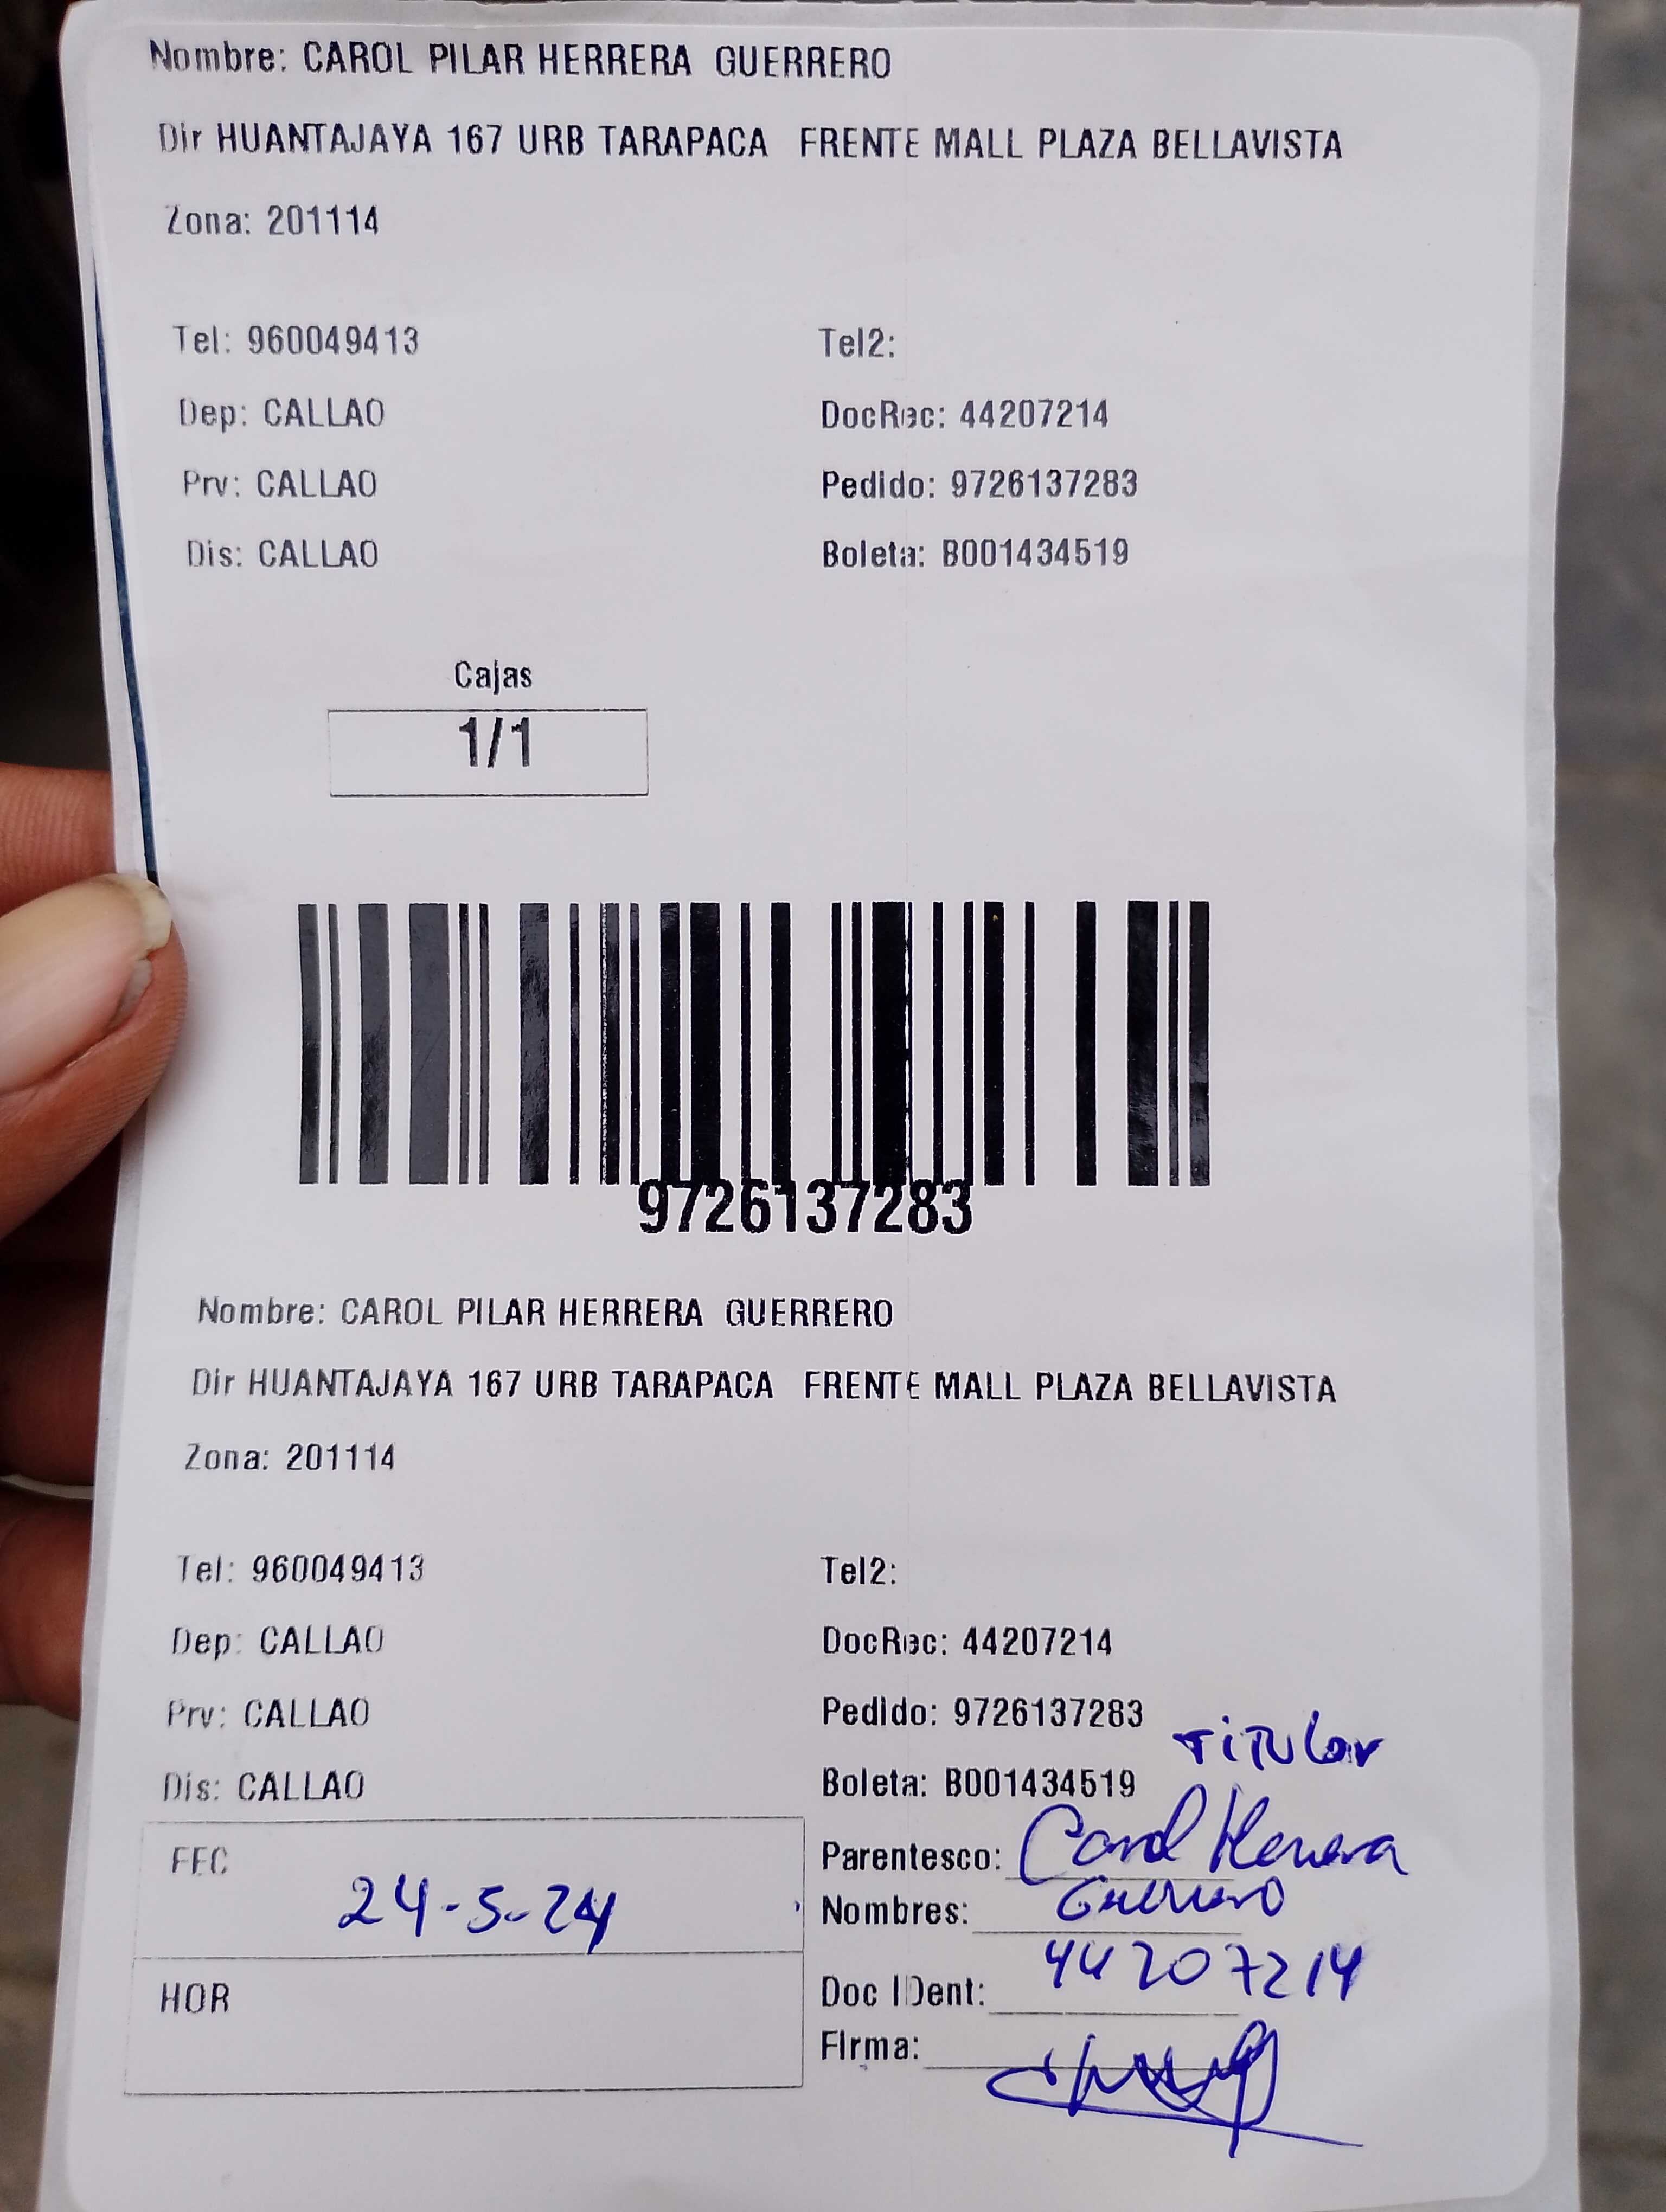 Nombre: CAROL PILAR HERRERA GUERRERO
Dir HUANTAJAYA 167 URB TARAPACA FRENTE MALL PLAZA BELLAVISTA
Zona: 201114
Tel: 960049413 Tel2:
Dep: CALLAO DocRec: 44207214
Prv: CALLAO Pedido: 9726137283
Dis: CALLAO Boleta: B001434519
Cajas
1/1
9726137283
Nombre: CAROL PILAR HERRERA GUERRERO
Dir HUANTAJAYA 167 URB TARAPACA FRENTE MALL PLAZA BELLAVISTA
Zona: 201114
Tel: 960049413 Tel2:
Dep: CALLAO DocRec: 44207214
Prv: CALLAO Pedido: 9726137283
Titular
Dis: CALLAO Boleta: B001434519
FEC 24-5-24
Parentesco: Carol Herrera
Nombres: Guerrero
HOR
Doc IDent: 44207214
Firma: